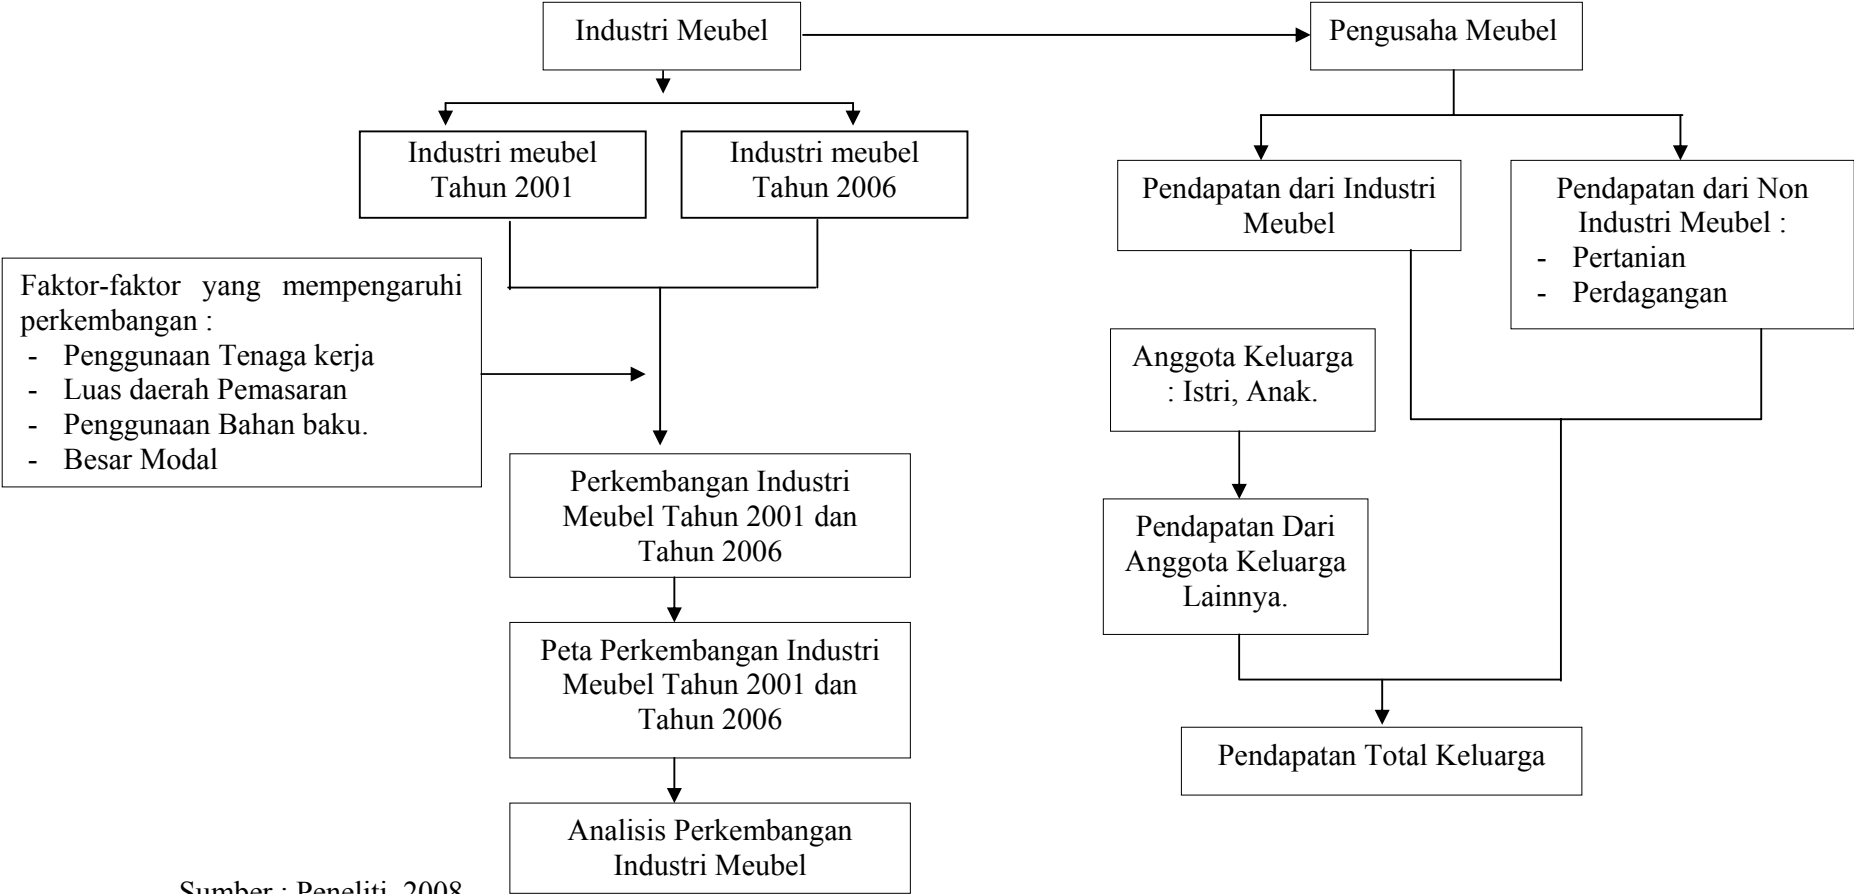 Industri Meubel
Pengusaha Meubel
Industri meubel
Tahun 2001
Industri meubel
Tahun 2006
Pendapatan dari Industri
Meubel
Pendapatan dari Non
Industri Meubel :
- Pertanian
- Perdagangan
Faktor-faktor yang mempengaruhi
perkembangan :
- Penggunaan Tenaga kerja
- Luas daerah Pemasaran
- Penggunaan Bahan baku.
- Besar Modal
Anggota Keluarga
: Istri, Anak.
Perkembangan Industri
Meubel Tahun 2001 dan
Tahun 2006
Pendapatan Dari
Anggota Keluarga
Lainnya.
Peta Perkembangan Industri
Meubel Tahun 2001 dan
Tahun 2006
Pendapatan Total Keluarga
Analisis Perkembangan
Industri Meubel
Sumber : Peneliti, 2008